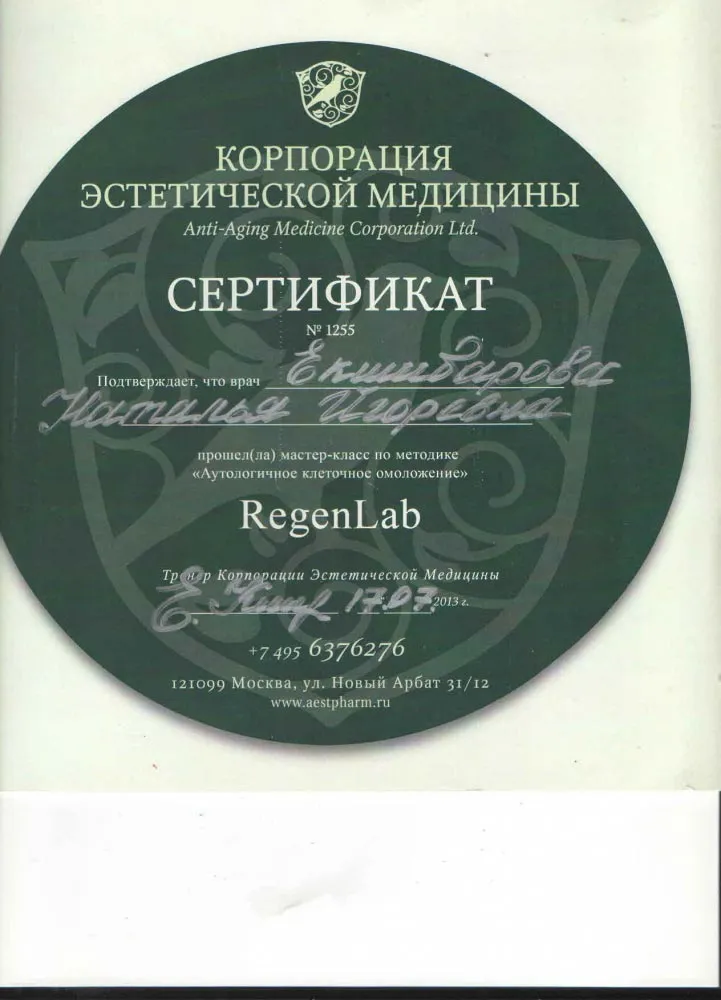 КОРПОРАЦИЯ
ЭСТЕТИЧЕСКОЙ МЕДИЦИНЫ
Anti-Aging Medicine Corporation Ltd.
СЕРТИФИКАТ
№ 1255
Подтверждает, что врач Екшибарова
Наталья Игоревна
прошел(ла) мастер-класс по методике
«Аутологичное клеточное омоложение»
RegenLab
Тренер Корпорации Эстетической Медицины
Е. 17.07.2013 г.
+7 495 6376276
121099 Москва, ул. Новый Арбат 31/12
www.aestpharm.ru